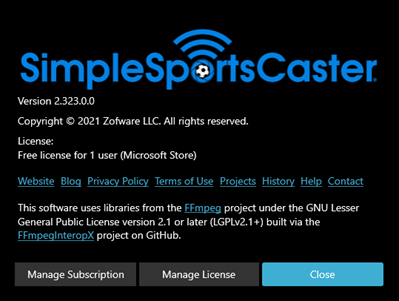 SimpleSportsCaster
Version 2.323.0.0
Copyright © 2021 Zofware LLC. All rights reserved.
License:
Free license for 1 user (Microsoft Store)
Website Blog Privacy Policy Terms of Use Projects History Help Contact
This software uses libraries from the FFmpeg project under the GNU Lesser
General Public License version 2.1 or later (LGPLv2.1+) built via the
FFmpegInteropX project on GitHub.
Manage Subscription Manage License Close